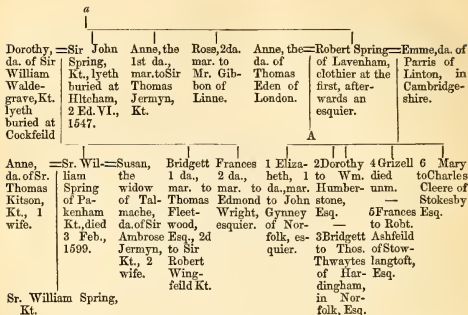 a
Dorothy,
da. of Sir
William
Walde-
grave, Kt.
lyeth
buried at
Cockfeild
=Sir John
Spring,
Kt., lyeth
buried at
Hitcham,
2 Ed. VI.,
1547.
Anne, the
1st da.,
mar. to Sir
Thomas
Jermyn,
Kt.
Rose, 2 da.
mar. to
Mr. Gib-
bon of
Linne.
Anne, the
da. of
Thomas
Eden of
London.
=Robert Spring=
of Lavenham,
clothier at the
first, after-
wards an
esquier.
Emme, da. of
Parris of
Linton, in
Cambridge-
shire.
A
Anne,
da. of Sr.
Thomas
Kitson,
Kt., 1
wife.
=Sr. Wil-=
liam
Spring
of Pa-
kenham
Kt., died
3 Feb.,
1599.
Susan,
the
widow
of Tal-
mache,
da. of Sir
Ambrose
Jermyn,
Kt., 2
wife.
Bridgett
1 da.,
mar. to
Thomas
Fleet-
wood,
Esq., 2d
to Sir
Robert
Wing-
feild Kt.
Frances
2 da.,
mar. to
Edmond
Wright,
esquier.
1 Eliza-
beth, 1
da., mar.
to John
Gynney
of Nor-
folk, es-
quier.
2 Dorothy
to Wm.
Humber-
stone,
Esq.
—
3 Bridgett
to Thos.
Thwaytes
of Har-
dingham,
in Nor-
folk, Esq.
4 Grizell
died
unm.
—
5 Frances
to Robt.
Ashfeild
of Stow-
langtoft,
Esq.
6 Mary
to Charles
Cleere of
Stokesby
Esq.
Sr. William Spring,
Kt.